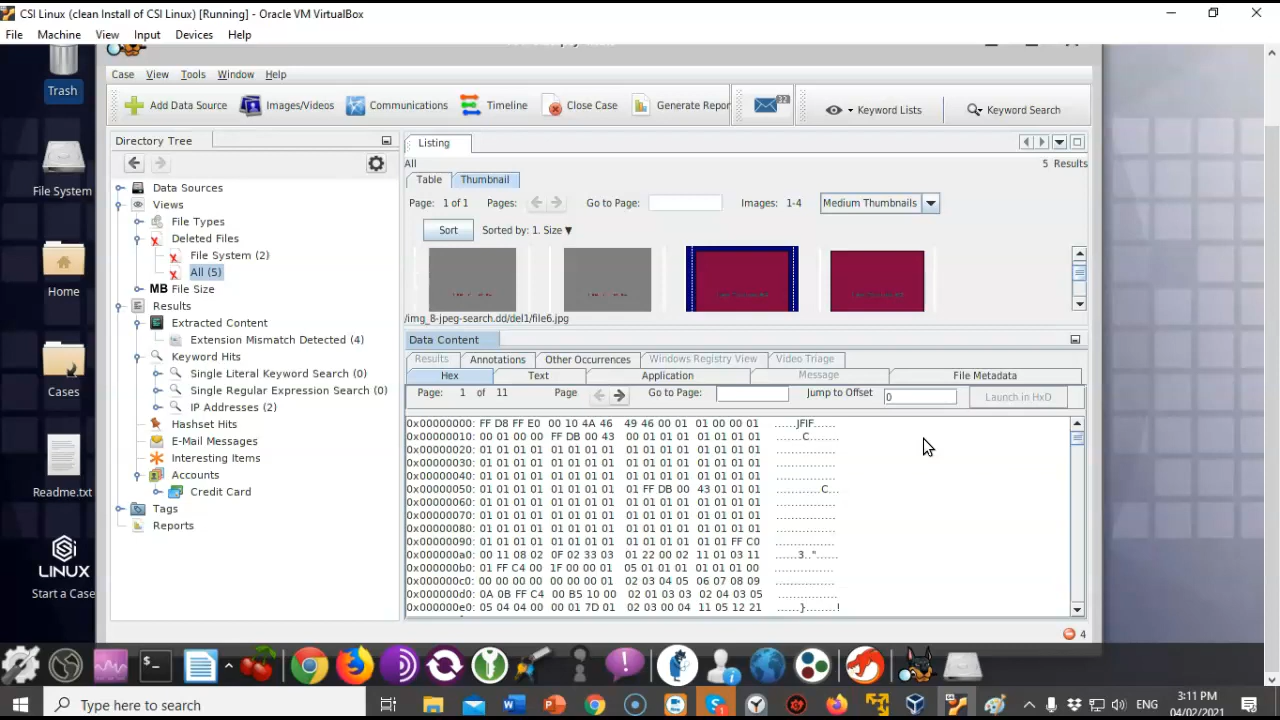 CSI Linux (clean Install of CSI Linux) [Running] - Oracle VM VirtualBox
File Machine View Input Devices Help
Trash
File System
Home
Cases
Readme.txt
LINUX
Start a Case
Case View Tools Window Help
Add Data Source Images/Videos Communications Timeline Close Case Generate Repor 32 Keyword Lists Keyword Search
Directory Tree
Data Sources
Views
File Types
Deleted Files
File System (2)
All (5)
MB File Size
Results
Extracted Content
Extension Mismatch Detected (4)
Keyword Hits
Single Literal Keyword Search (0)
Single Regular Expression Search (0)
IP Addresses (2)
Hashset Hits
E-Mail Messages
Interesting Items
Accounts
Credit Card
Tags
Reports
Listing
All 5 Results
Table Thumbnail
Page: 1 of 1 Pages: Go to Page: Images: 1-4 Medium Thumbnails
Sort Sorted by: 1. Size ▼
/img_8-jpeg-search.dd/del1/file6.jpg
Data Content
Results Annotations Other Occurrences Windows Registry View Video Triage
Hex Text Application Message File Metadata
Page: 1 of 11 Page Go to Page: Jump to Offset 0 Launch in HxD
0x00000000: FF D8 FF E0 00 10 4A 46 49 46 00 01 01 00 00 01 ......JFIF......
0x00000010: 00 01 00 00 FF DB 00 43 00 01 01 01 01 01 01 01 .......C........
0x00000020: 01 01 01 01 01 01 01 01 01 01 01 01 01 01 01 01 ................
0x00000030: 01 01 01 01 01 01 01 01 01 01 01 01 01 01 01 01 ................
0x00000040: 01 01 01 01 01 01 01 01 01 01 01 01 01 01 01 01 ................
0x00000050: 01 01 01 01 01 01 01 01 01 FF DB 00 43 01 01 01 ............C...
0x00000060: 01 01 01 01 01 01 01 01 01 01 01 01 01 01 01 01 ................
0x00000070: 01 01 01 01 01 01 01 01 01 01 01 01 01 01 01 01 ................
0x00000080: 01 01 01 01 01 01 01 01 01 01 01 01 01 01 01 01 ................
0x00000090: 01 01 01 01 01 01 01 01 01 01 01 01 01 01 FF C0 ................
0x000000a0: 00 11 08 02 0F 02 33 03 01 22 00 02 11 01 03 11 ......3.."......
0x000000b0: 01 FF C4 00 1F 00 00 01 05 01 01 01 01 01 01 00 ................
0x000000c0: 00 00 00 00 00 00 00 01 02 03 04 05 06 07 08 09 ................
0x000000d0: 0A 0B FF C4 00 B5 10 00 02 01 03 03 02 04 03 05 ................
0x000000e0: 05 04 04 00 00 01 7D 01 02 03 00 04 11 05 12 21 ......}........!
4
Type here to search
ENG
3:11 PM
04/02/2021